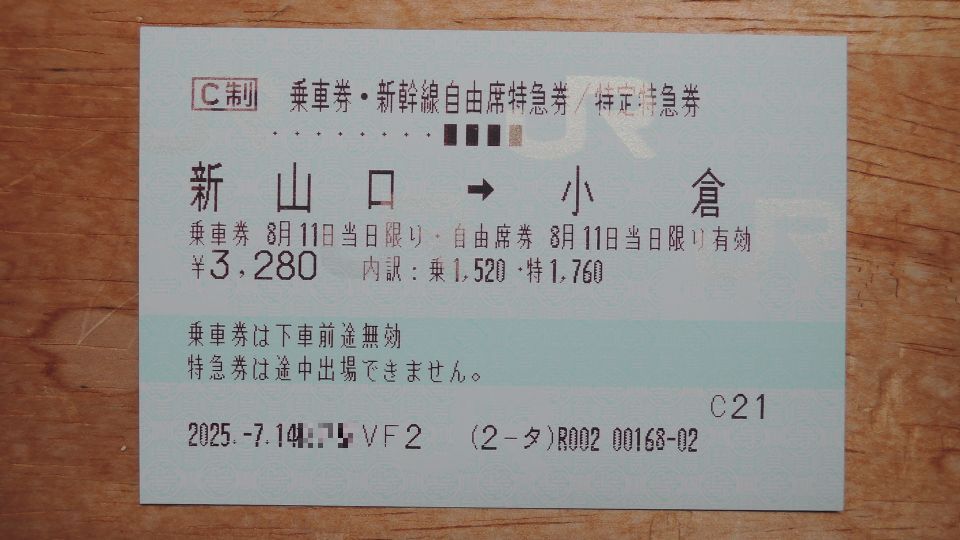 C制 乗車券・新幹線自由席特急券/特定特急券
・・・・・・・・■■■■
新山口→小倉
乗車券 8月11日当日限り・自由席券 8月11日当日限り有効
¥3,280 内訳:乗1,520・特1,760
乗車券は下車前途無効
特急券は途中出場できません。
C21
2025.-7.14 VF2 (2-タ)R002 00168-02
JR
JR